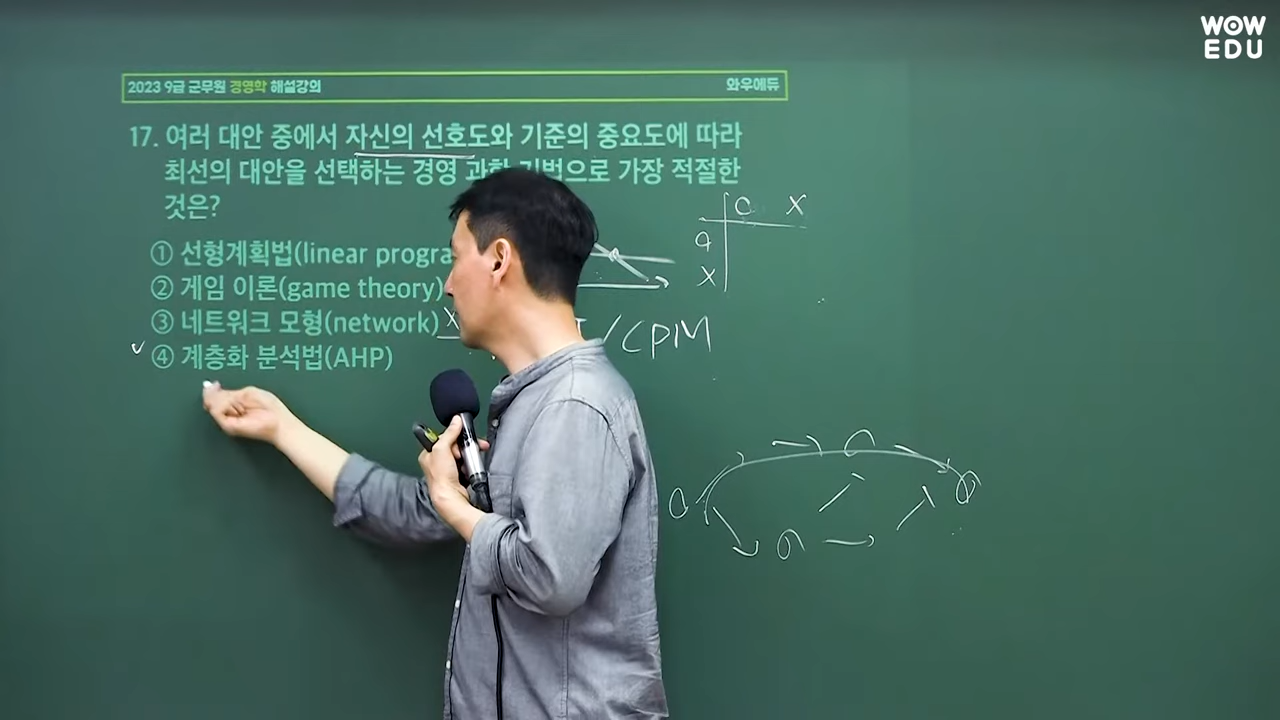 WOW
EDU
2023 9급 군무원 경영학 해설강의
와우에듀
17. 여러 대안 중에서 자신의 선호도와 기준의 중요도에 따라
최선의 대안을 선택하는 경영 으로 가장 적절한
것은?
① 선형계획법(linear
② 게임 이론(game theory)
③ 네트워크 모형(network)
④ 계층화 분석법(AHP)
X
/CPM
X
X